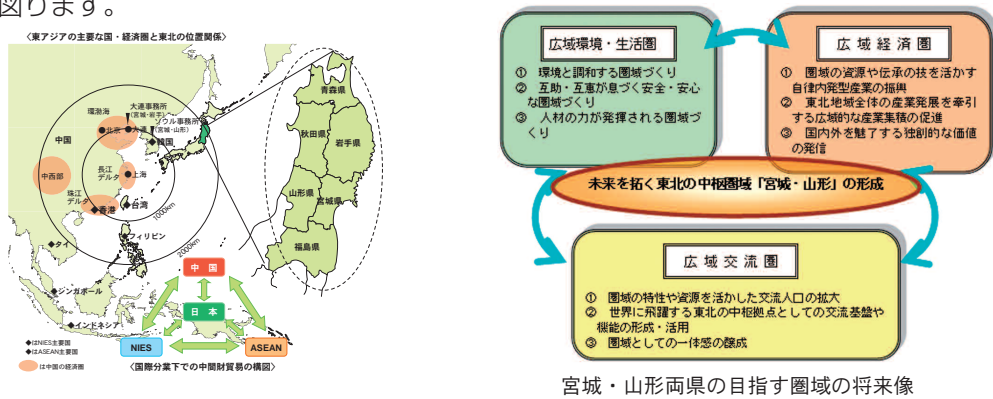 図ります。
〈東アジアの主要な国・経済圏と東北の位置関係〉
環渤海
大連事務所
(宮城・岩手)
ソウル事務所
(宮城・山形)
●北京
●大連
◆韓国
中国
中西部
長江
デルタ
●上海
珠江
デルタ
◆香港
◆台湾
1000km
2000km
◆タイ
◆フィリピン
◆シンガポール
◆インドネシア
青森県
秋田県
岩手県
山形県
宮城県
福島県
中 国
日 本
NIES
ASEAN
◆はNIES主要国
◆はASEAN主要国
は中国の経済圏
〈国際分業下での中間財貿易の構図〉
広域環境・生活圏
① 環境と調和する圏域づくり
② 互助・互恵が息づく安全・安心
な圏域づくり
③ 人材の力が発揮される圏域づ
くり
広 域 経 済 圏
① 圏域の資源や伝承の技を活かす
自律内発型産業の振興
② 東北地域全体の産業発展を牽引
する広域的な産業集積の促進
③ 国内外を魅了する独創的な価値
の発信
未来を拓く東北の中枢圏域「宮城・山形」の形成
広 域 交 流 圏
① 圏域の特性や資源を活かした交流人口の拡大
② 世界に飛躍する東北の中枢拠点としての交流基盤や
機能の形成・活用
③ 圏域としての一体感の醸成
宮城・山形両県の目指す圏域の将来像